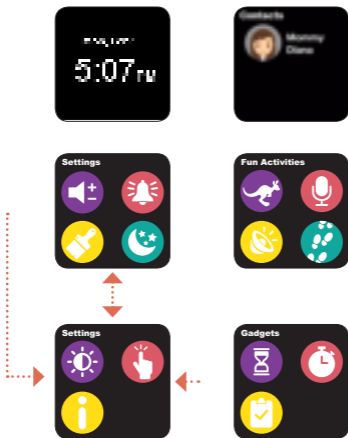 5:07PM
Contacts
Mommy
Diane
Settings
Fun Activities
Settings
Gadgets